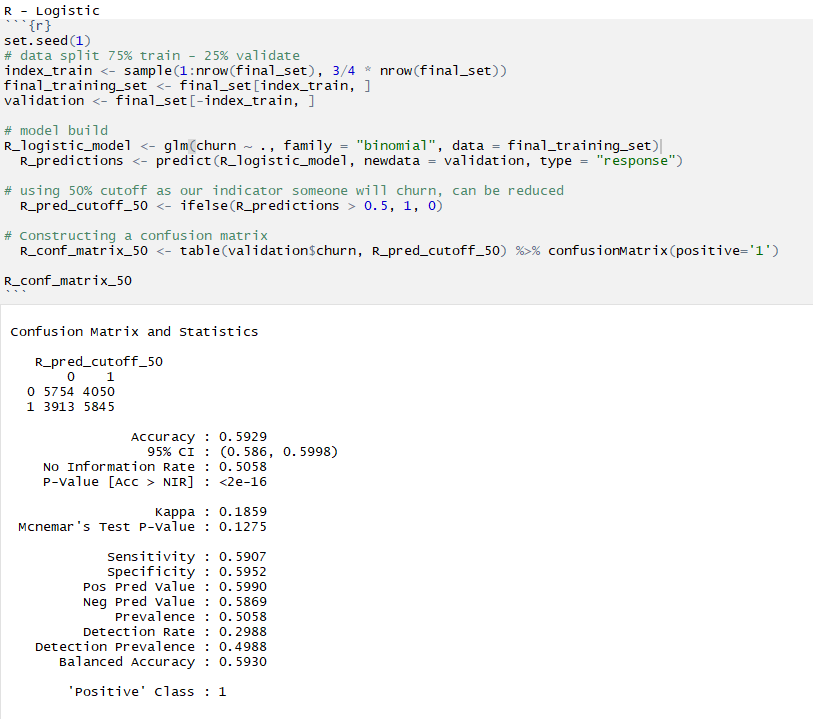 R - Logistic
```{r}
set.seed(1)
# data split 75% train - 25% validate
index_train <- sample(1:nrow(final_set), 3/4 * nrow(final_set))
final_training_set <- final_set[index_train, ]
validation <- final_set[-index_train, ]
# model build
R_logistic_model <- glm(churn ~ ., family = "binomial", data = final_training_set)
R_predictions <- predict(R_logistic_model, newdata = validation, type = "response")
# using 50% cutoff as our indicator someone will churn, can be reduced
R_pred_cutoff_50 <- ifelse(R_predictions > 0.5, 1, 0)
# Constructing a confusion matrix
R_conf_matrix_50 <- table(validation$churn, R_pred_cutoff_50) %>% confusionMatrix(positive='1')
R_conf_matrix_50
```
Confusion Matrix and Statistics
R_pred_cutoff_50
0 1
0 5754 4050
1 3913 5845
Accuracy : 0.5929
95% CI : (0.586, 0.5998)
No Information Rate : 0.5058
P-Value [Acc > NIR] : <2e-16
Kappa : 0.1859
Mcnemar's Test P-Value : 0.1275
Sensitivity : 0.5907
Specificity : 0.5952
Pos Pred Value : 0.5990
Neg Pred Value : 0.5869
Prevalence : 0.5058
Detection Rate : 0.2988
Detection Prevalence : 0.4988
Balanced Accuracy : 0.5930
'Positive' Class : 1